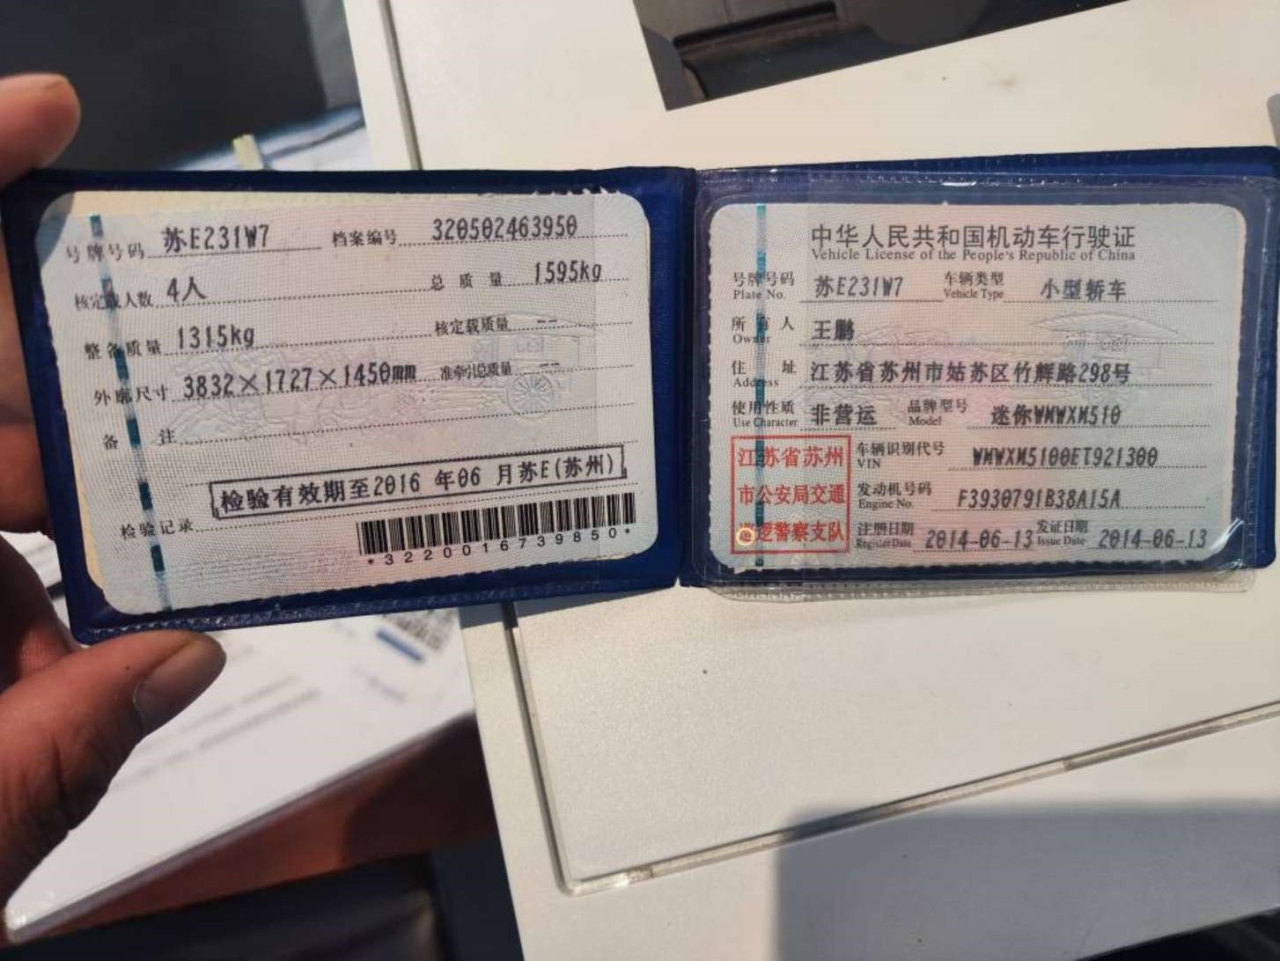 号牌号码 苏E231W7 档案编号 320502463950
核定载人数 4人 总质量 1595kg
整备质量 1315kg 核定载质量 --
外廓尺寸 3832×1727×1450mm 准牵引总质量 --
备注
检验有效期至2016年06月苏E(苏州)
检验记录
*3220016739850*
中华人民共和国机动车行驶证
Vehicle License of the People's Republic of China
号牌号码 苏E231W7 车辆类型 小型轿车
Plate No. Vehicle Type
所有人 王鹏
Owner
住址 江苏省苏州市姑苏区竹辉路298号
Address
使用性质 非营运 品牌型号 迷你WMWXM510
Use Character Model
江苏省苏州
市公安局交通
巡逻警察支队
车辆识别代号 WMWXM5100ET921300
VIN
发动机号码 F3930791B38A15A
Engine No.
注册日期 2014-06-13 发证日期 2014-06-13
Register Date Issue Date